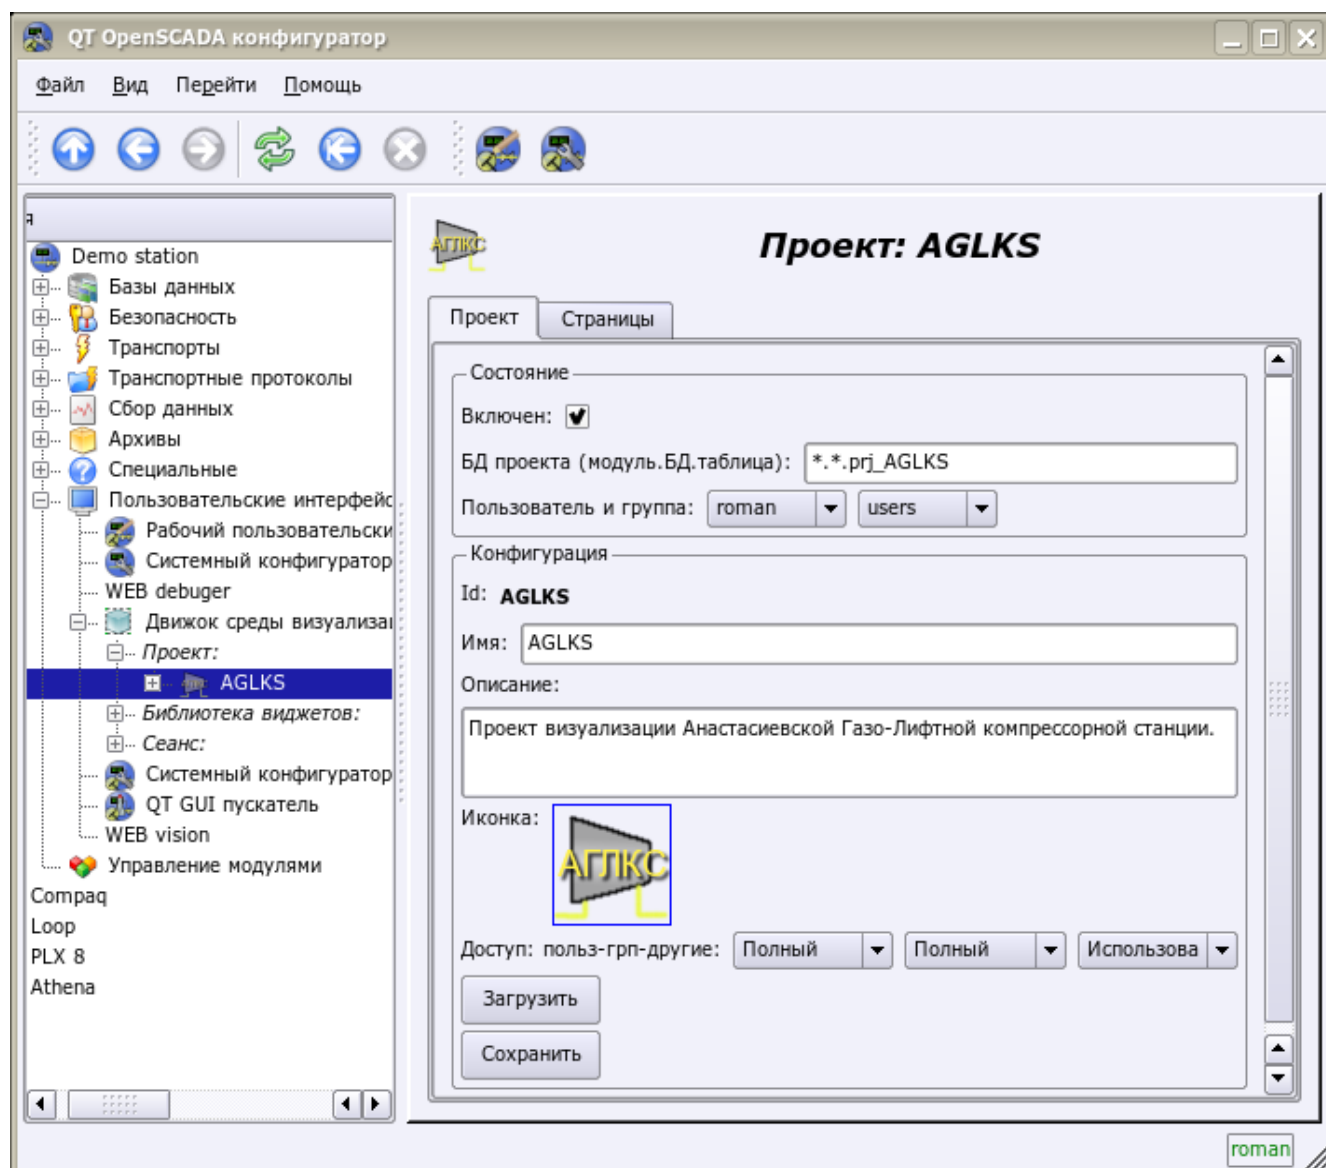 QT OpenSCADA конфигуратор
Файл Вид Перейти Помощь
я
Demo station
Базы данных
Безопасность
Транспорты
Транспортные протоколы
Сбор данных
Архивы
Специальные
Пользовательские интерфейс
Рабочий пользовательски
Системный конфигуратор
WEB debuger
Движок среды визуализац
Проект:
AGLKS
Библиотека виджетов:
Сеанс:
Системный конфигуратор
QT GUI пускатель
WEB vision
Управление модулями
Compaq
Loop
PLX 8
Athena
АГЛКС
Проект: AGLKS
Проект Страницы
Состояние
Включен:
БД проекта (модуль.БД.таблица): *.*.prj_AGLKS
Пользователь и группа: roman users
Конфигурация
Id: AGLKS
Имя: AGLKS
Описание:
Проект визуализации Анастасиевской Газо-Лифтной компрессорной станции.
Иконка:
АГЛКС
Доступ: польз-грп-другие: Полный Полный Использова
Загрузить
Сохранить
roman